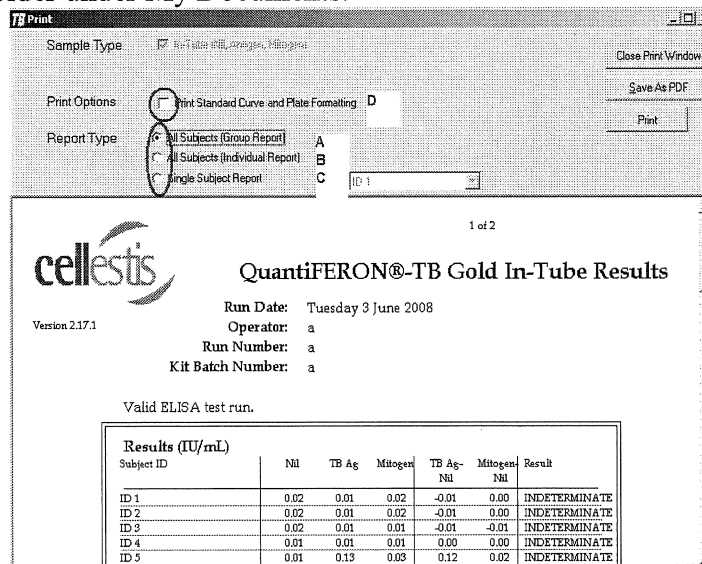 older under My Documents.
TB Print
Sample Type In-Tube (Nil, Antigen, Mitogen)
Close Print Window
Save As PDF
Print Options Print Standard Curve and Plate Formatting D
Print
Report Type All Subjects (Group Report) A
All Subjects (Individual Report) B
Single Subject Report C ID 1
1 of 2
cellestis
QuantiFERON®-TB Gold In-Tube Results
Run Date: Tuesday 3 June 2008
Version 2.17.1
Operator: a
Run Number: a
Kit Batch Number: a
Valid ELISA test run.
Results (IU/mL)
Subject ID Nil TB Ag Mitogen TB Ag- Mitogen- Result
Nil Nil
ID 1 0.02 0.01 0.02 -0.01 0.00 INDETERMINATE
ID 2 0.02 0.01 0.02 -0.01 0.00 INDETERMINATE
ID 3 0.02 0.01 0.01 -0.01 -0.01 INDETERMINATE
ID 4 0.01 0.01 0.01 0.00 0.00 INDETERMINATE
ID 5 0.01 0.13 0.03 0.12 0.02 INDETERMINATE